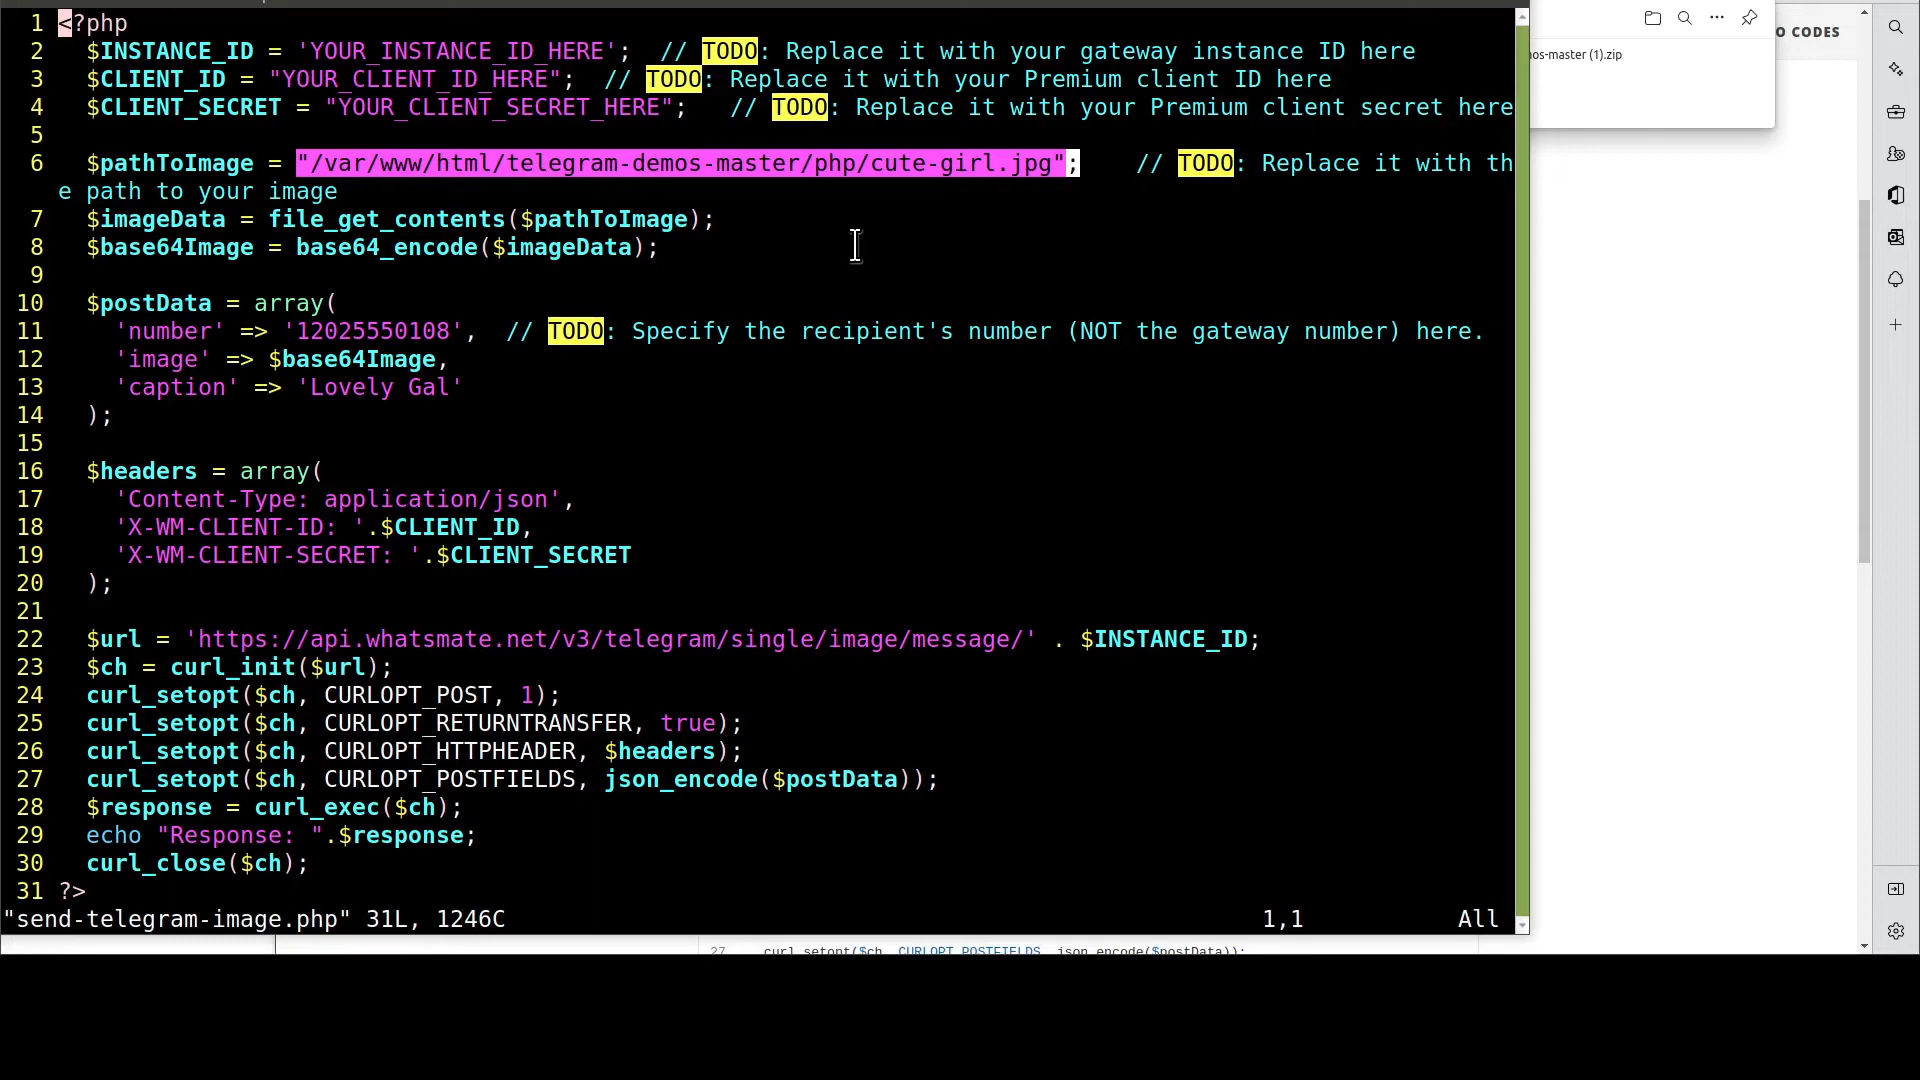 1 <?php
2   $INSTANCE_ID = 'YOUR_INSTANCE_ID_HERE';  // TODO: Replace it with your gateway instance ID here
3   $CLIENT_ID = "YOUR_CLIENT_ID_HERE";  // TODO: Replace it with your Premium client ID here
4   $CLIENT_SECRET = "YOUR_CLIENT_SECRET_HERE";   // TODO: Replace it with your Premium client secret here
5
6   $pathToImage = "/var/www/html/telegram-demos-master/php/cute-girl.jpg";    // TODO: Replace it with th
e path to your image
7   $imageData = file_get_contents($pathToImage);
8   $base64Image = base64_encode($imageData);
9
10   $postData = array(
11     'number' => '12025550108',  // TODO: Specify the recipient's number (NOT the gateway number) here.
12     'image' => $base64Image,
13     'caption' => 'Lovely Gal'
14   );
15
16   $headers = array(
17     'Content-Type: application/json',
18     'X-WM-CLIENT-ID: '.$CLIENT_ID,
19     'X-WM-CLIENT-SECRET: '.$CLIENT_SECRET
20   );
21
22   $url = 'https://api.whatsmate.net/v3/telegram/single/image/message/' . $INSTANCE_ID;
23   $ch = curl_init($url);
24   curl_setopt($ch, CURLOPT_POST, 1);
25   curl_setopt($ch, CURLOPT_RETURNTRANSFER, true);
26   curl_setopt($ch, CURLOPT_HTTPHEADER, $headers);
27   curl_setopt($ch, CURLOPT_POSTFIELDS, json_encode($postData));
28   $response = curl_exec($ch);
29   echo "Response: ".$response;
30   curl_close($ch);
31 ?>
"send-telegram-image.php" 31L, 1246C    1,1    All
O CODES
os-master (1).zip
27   curl_setopt($ch, CURLOPT_POSTFIELDS, json_encode($postData));